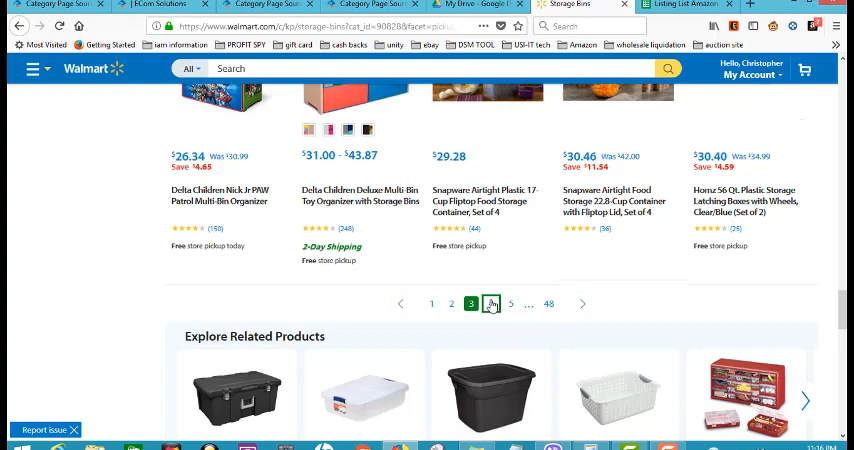 Category Page Sourc
| ECom Solutions
Category Page Sourc
Category Page Sourc
My Drive - Google D
Storage Bins
Listing List Amazon
https://www.walmart.com/c/kp/storage-bins?cat_id=90828&facet=pickup
Search
Most Visited Getting Started iam information PROFIT SPY gift card cash backs unity ebay DSM TOOL USI-IT tech Amazon wholesale liquidation auction site
Walmart
All
Search
Hello, Christopher
My Account
$26.34 Was $30.99
Save $4.65
Delta Children Nick Jr PAW
Patrol Multi-Bin Organizer
(150)
Free store pickup today
$31.00 - $43.87
Delta Children Deluxe Multi-Bin
Toy Organizer with Storage Bins
(248)
2-Day Shipping
Free store pickup
$29.28
Snapware Airtight Plastic 17-
Cup Fliptop Food Storage
Container, Set of 4
(44)
Free store pickup
$30.46 Was $42.00
Save $11.54
Snapware Airtight Food
Storage 22.8-Cup Container
with Fliptop Lid, Set of 4
(36)
$30.40 Was $34.99
Save $4.59
Homz 56 Qt. Plastic Storage
Latching Boxes with Wheels,
Clear/Blue (Set of 2)
(25)
Free store pickup
1 2 3 5 ... 48
Explore Related Products
Report issue
11:16 PM